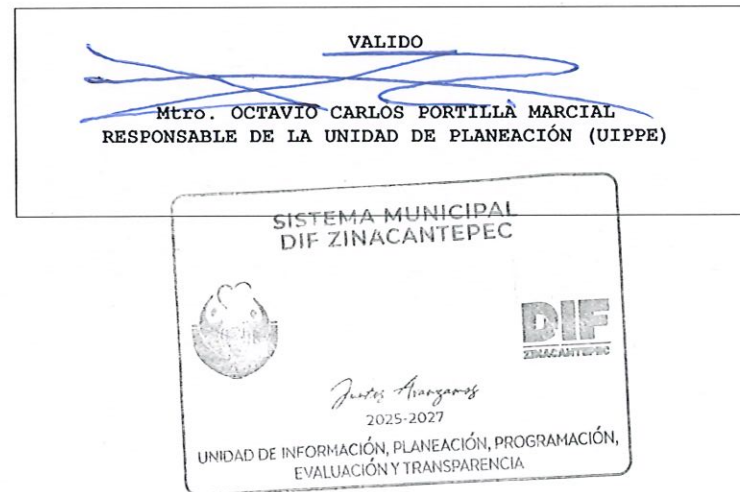 VALIDO
Mtro. OCTAVIO CARLOS PORTILLA MARCIAL
RESPONSABLE DE LA UNIDAD DE PLANEACIÓN (UIPPE)
SISTEMA MUNICIPAL
DIF ZINACANTEPEC
DIF
ZINACANTEPEC
Juntos Avanzamos
2025-2027
UNIDAD DE INFORMACIÓN, PLANEACIÓN, PROGRAMACIÓN,
EVALUACIÓN Y TRANSPARENCIA